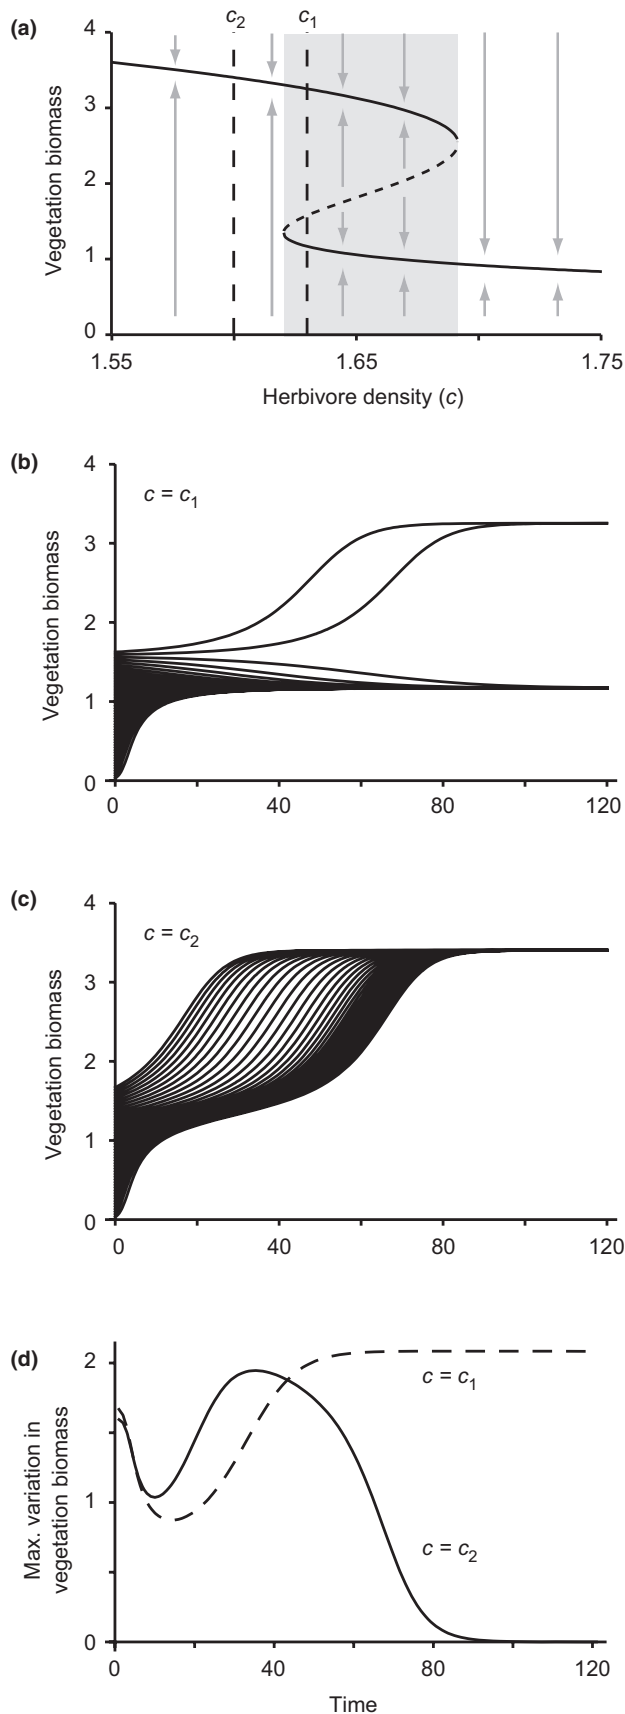 (a)
c2 c1
4
3
2
1
0
Vegetation biomass
1.55 1.65 1.75
Herbivore density (c)
(b)
4
3
2
1
0
c = c1
Vegetation biomass
0 40 80 120
(c)
4
3
2
1
0
c = c2
Vegetation biomass
0 40 80 120
(d)
2
1
0
Max. variation in
vegetation biomass
c = c1
c = c2
0 40 80 120
Time